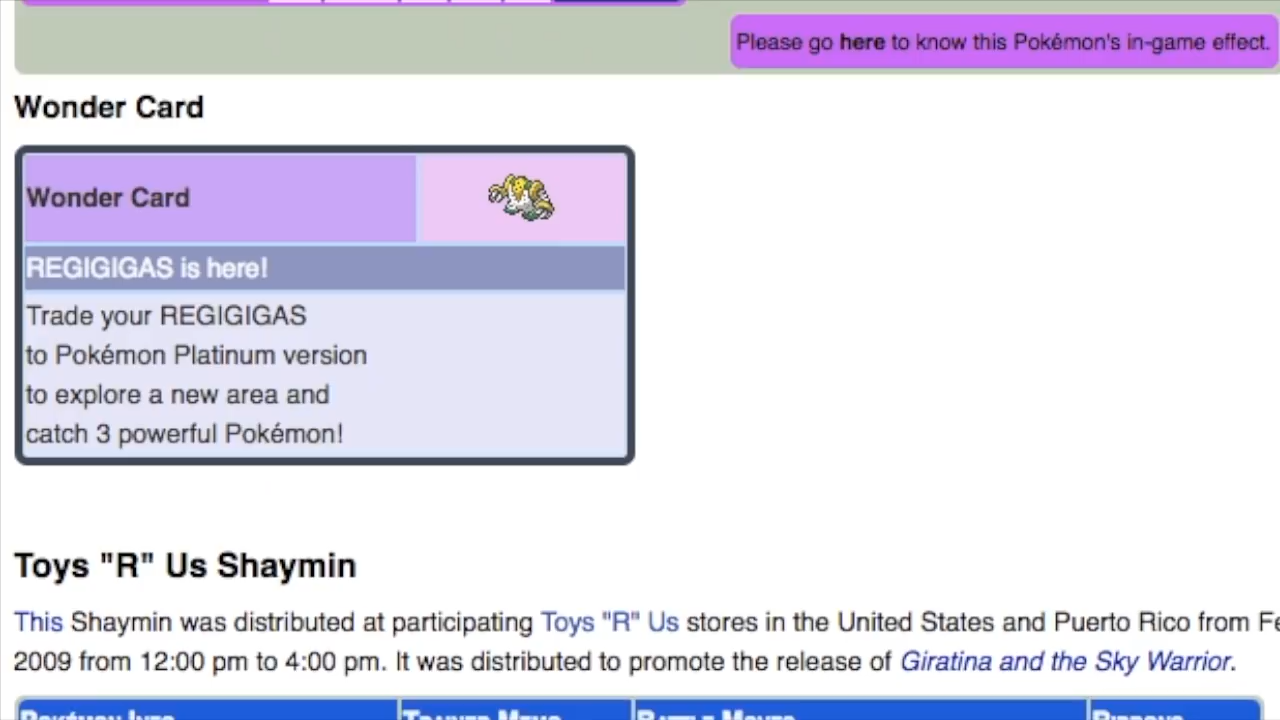 Please go here to know this Pokémon's in-game effect.
Wonder Card
Wonder Card
REGIGIGAS is here!
Trade your REGIGIGAS
to Pokémon Platinum version
to explore a new area and
catch 3 powerful Pokémon!
Toys "R" Us Shaymin
This Shaymin was distributed at participating Toys "R" Us stores in the United States and Puerto Rico from
2009 from 12:00 pm to 4:00 pm. It was distributed to promote the release of Giratina and the Sky Warrior.